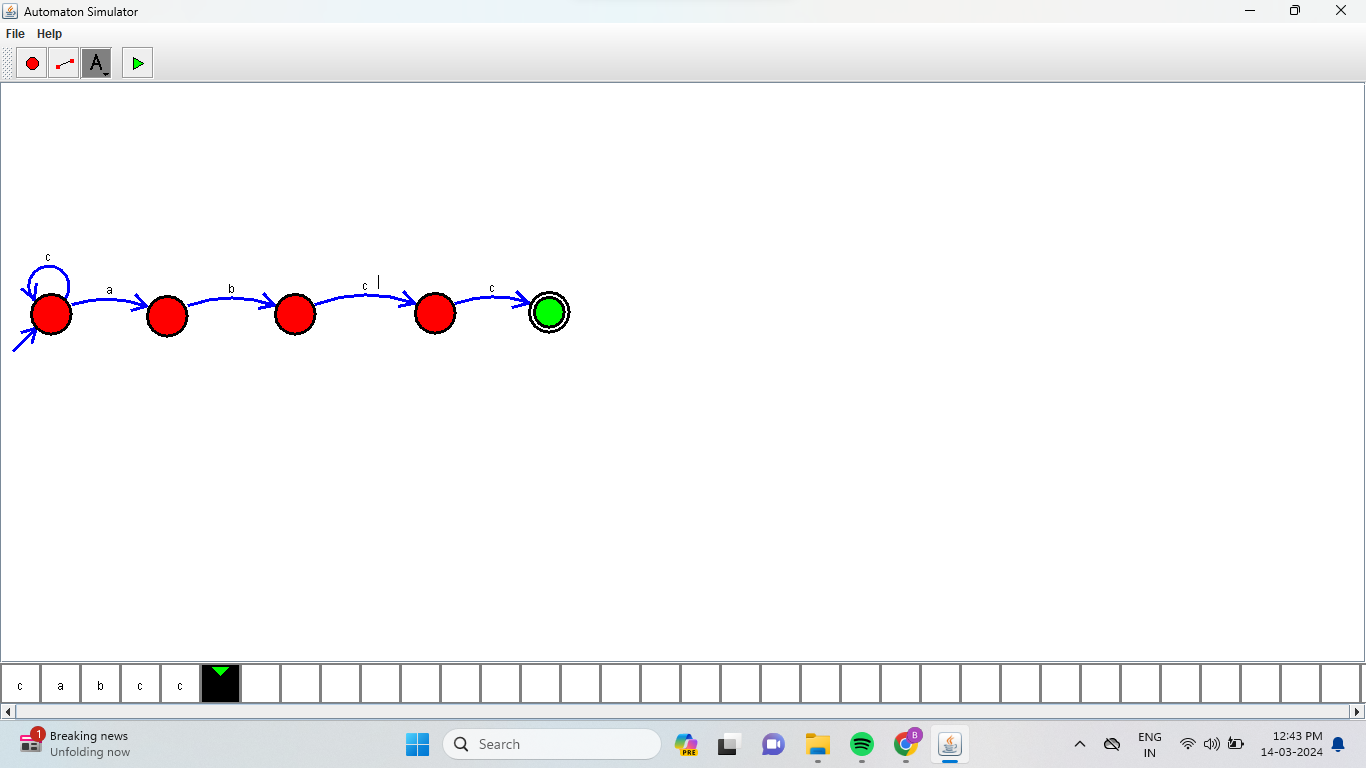 Automaton Simulator
File Help
A
c
a
b
c
c
c a b c c
1
Breaking news
Unfolding now
Search
PRE
B
ENG
IN
12:43 PM
14-03-2024